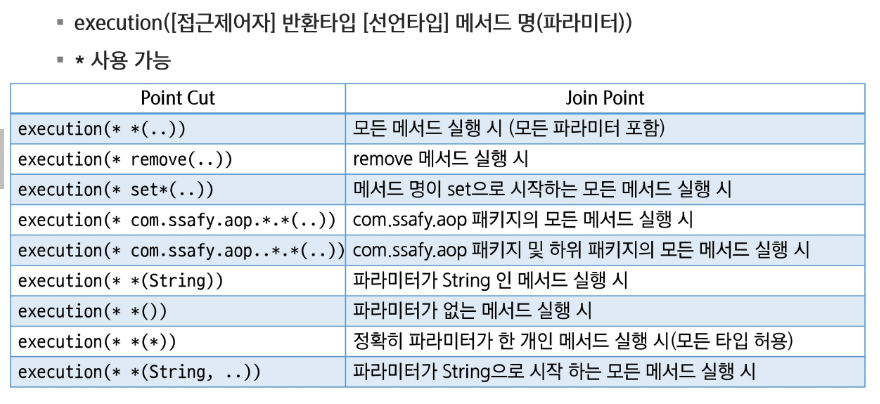 ▪ execution([접근제어자] 반환타입 [선언타입] 메서드 명(파라미터))
▪ * 사용 가능
Point Cut Join Point
execution(* *(..)) 모든 메서드 실행 시 (모든 파라미터 포함)
execution(* remove(..)) remove 메서드 실행 시
execution(* set*(..)) 메서드 명이 set으로 시작하는 모든 메서드 실행 시
execution(* com.ssafy.aop.*.*(..)) com.ssafy.aop 패키지의 모든 메서드 실행 시
execution(* com.ssafy.aop..*.*(..)) com.ssafy.aop 패키지 및 하위 패키지의 모든 메서드 실행 시
execution(* *(String)) 파라미터가 String 인 메서드 실행 시
execution(* *()) 파라미터가 없는 메서드 실행 시
execution(* *(*)) 정확히 파라미터가 한 개인 메서드 실행 시(모든 타입 허용)
execution(* *(String, ..)) 파라미터가 String으로 시작 하는 모든 메서드 실행 시